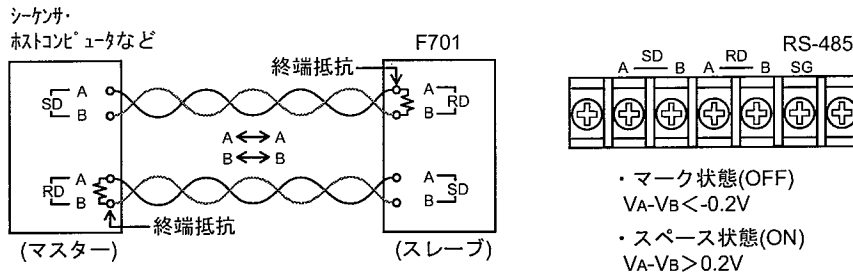 シーケンサ・
ホストコンピュータなど
F701
終端抵抗
SD
A
B
A
B
RD
A↔A
B↔B
RD
A
B
A
B
SD
終端抵抗
(マスター)
(スレーブ)
RS-485
A SD B A RD B SG
・マーク状態(OFF)
VA-VB<-0.2V
・スペース状態(ON)
VA-VB>0.2V